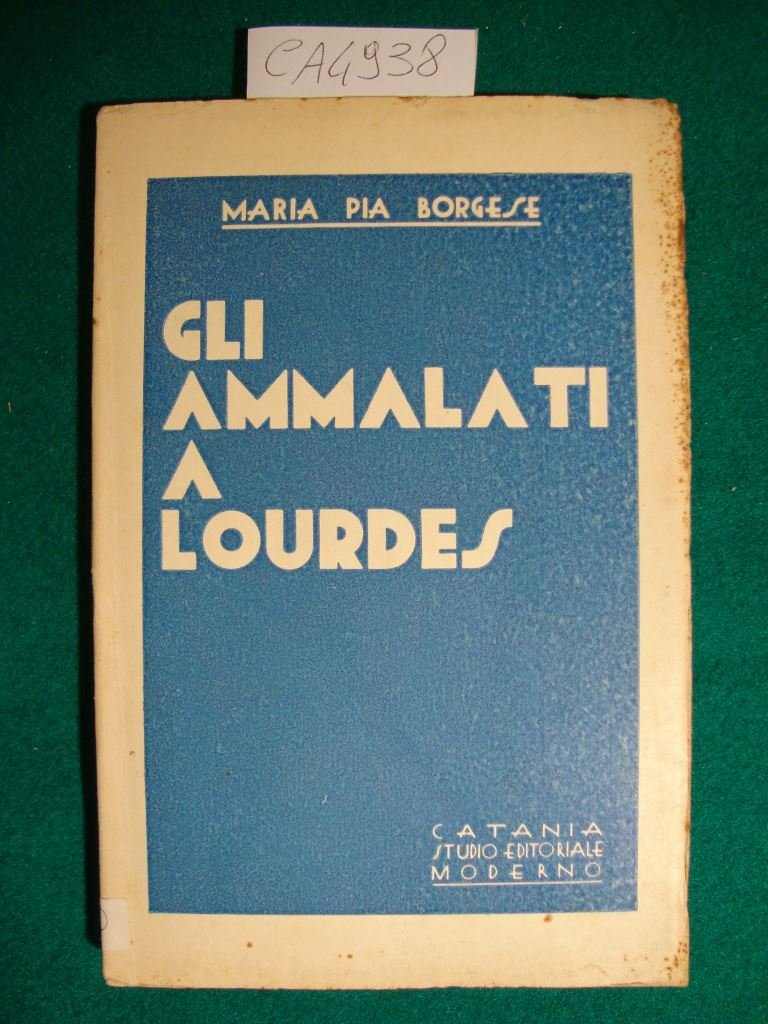 CA4938
MARIA PIA BORGESE
GLI
AMMALATI
A
LOURDES
CATANIA
STUDIO EDITORIALE
MODERNO